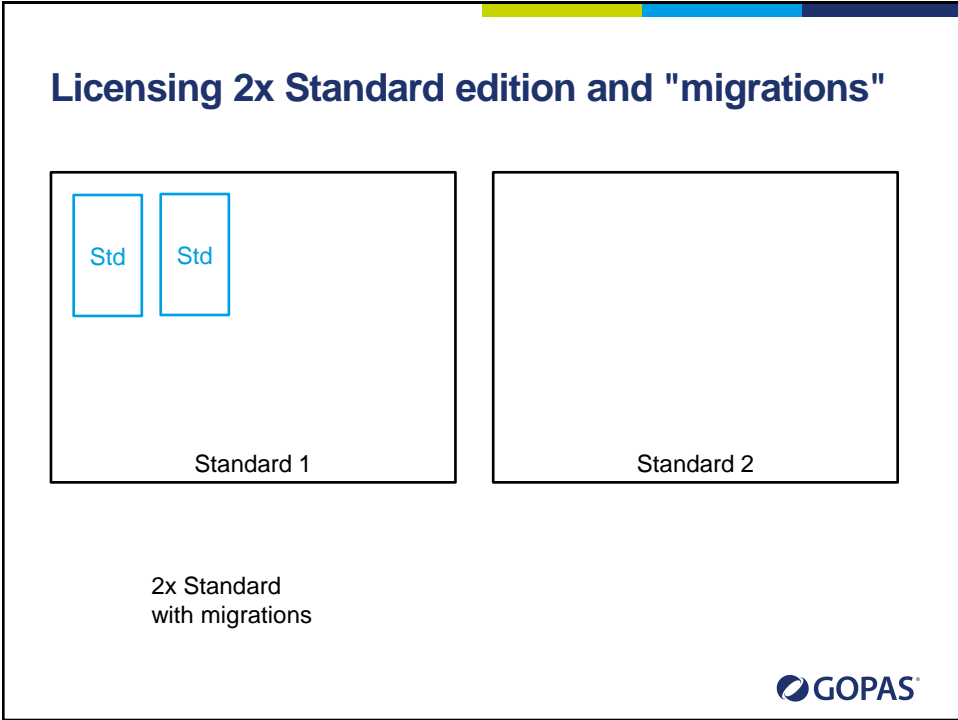 Licensing 2x Standard edition and "migrations"
Std
Std
Standard 1
Standard 2
2x Standard
with migrations
GOPAS